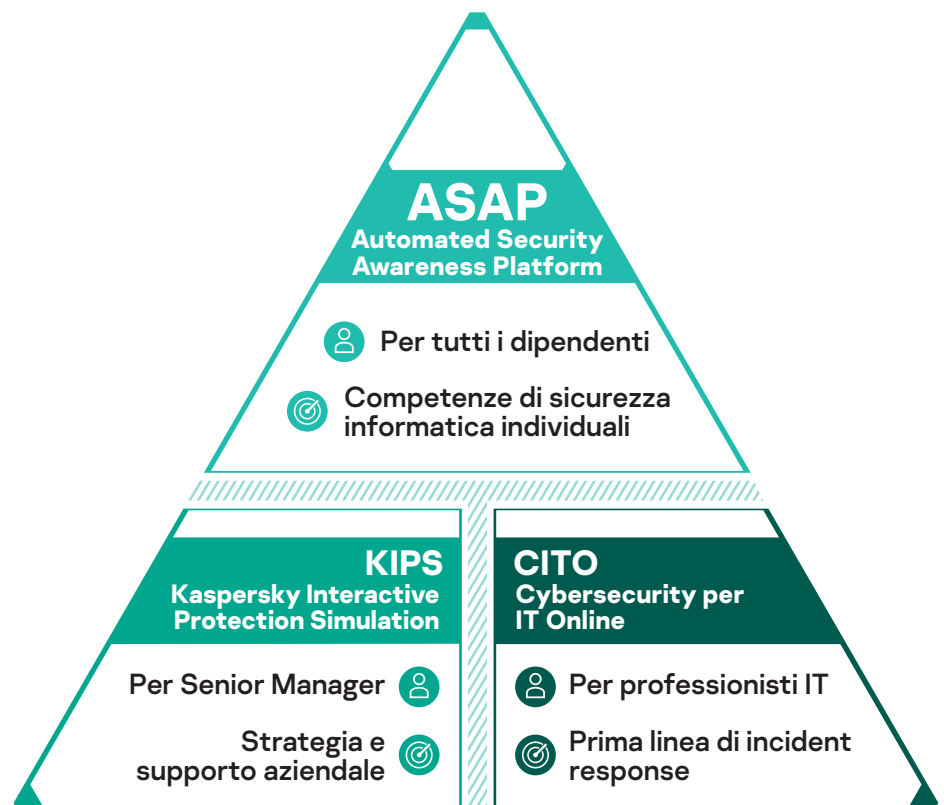 ASAP
Automated Security
Awareness Platform
Per tutti i dipendenti
Competenze di sicurezza
informatica individuali
KIPS
Kaspersky Interactive
Protection Simulation
Per Senior Manager
Strategia e
supporto aziendale
CITO
Cybersecurity per
IT Online
Per professionisti IT
Prima linea di incident
response